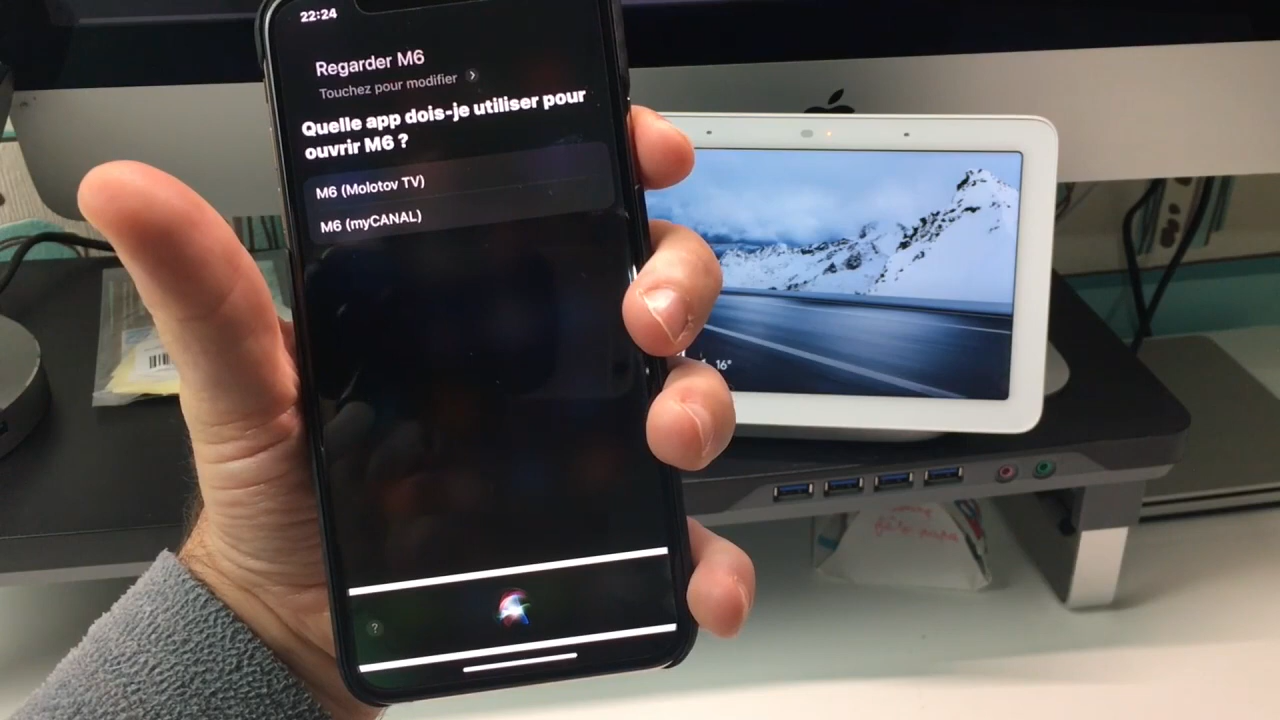 22:24
Regarder M6
Touchez pour modifier
Quelle app dois-je utiliser pour
ouvrir M6 ?
M6 (Molotov TV)
M6 (myCANAL)
16°
?